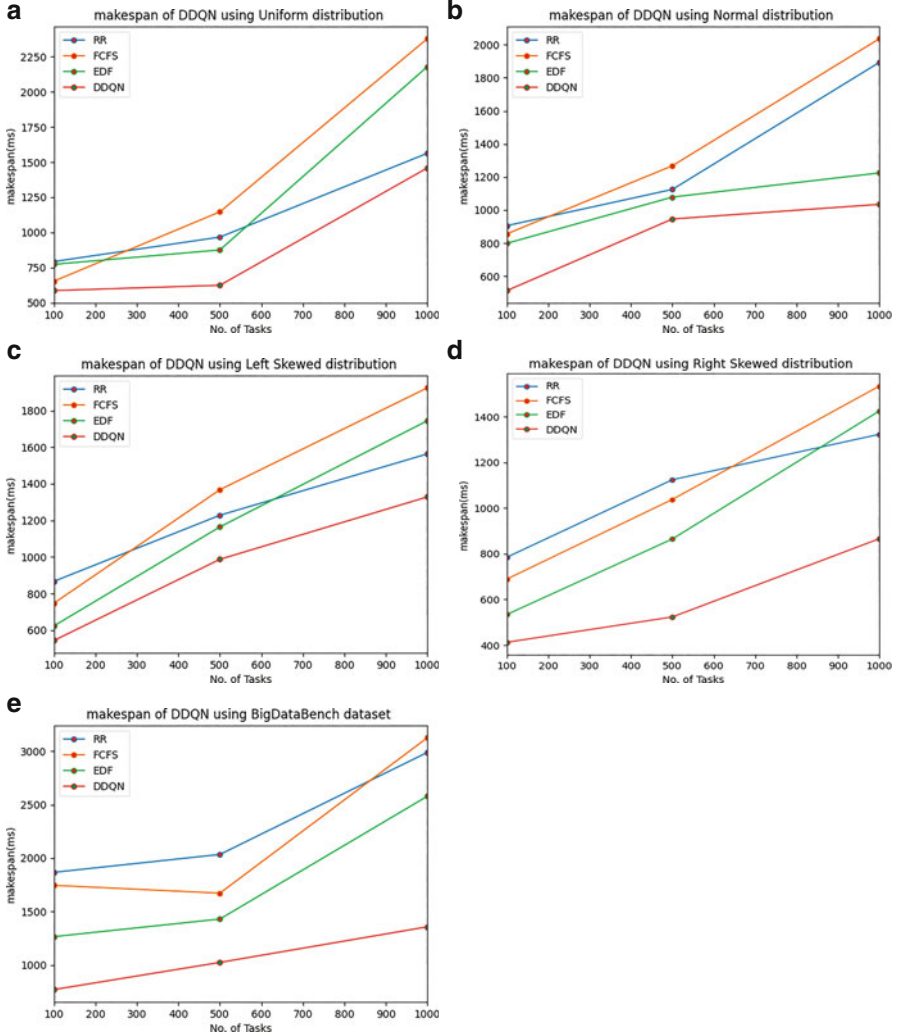 a
makespan of DDQN using Uniform distribution
makespan(ms)
2250
2000
1750
1500
1250
1000
750
500
RR
FCFS
EDF
DDQN
100 200 300 400 500 600 700 800 900 1000
No. of Tasks
b
makespan of DDQN using Normal distribution
makespan(ms)
2000
1800
1600
1400
1200
1000
800
600
RR
FCFS
EDF
DDQN
100 200 300 400 500 600 700 800 900 1000
No. of Tasks
c
makespan of DDQN using Left Skewed distribution
makespan(ms)
1800
1600
1400
1200
1000
800
600
RR
FCFS
EDF
DDQN
100 200 300 400 500 600 700 800 900 1000
No. of Tasks
d
makespan of DDQN using Right Skewed distribution
makespan(ms)
1400
1200
1000
800
600
400
RR
FCFS
EDF
DDQN
100 200 300 400 500 600 700 800 900 1000
No. of Tasks
e
makespan of DDQN using BigDataBench dataset
makespan(ms)
3000
2500
2000
1500
1000
RR
FCFS
EDF
DDQN
100 200 300 400 500 600 700 800 900 1000
No. of Tasks